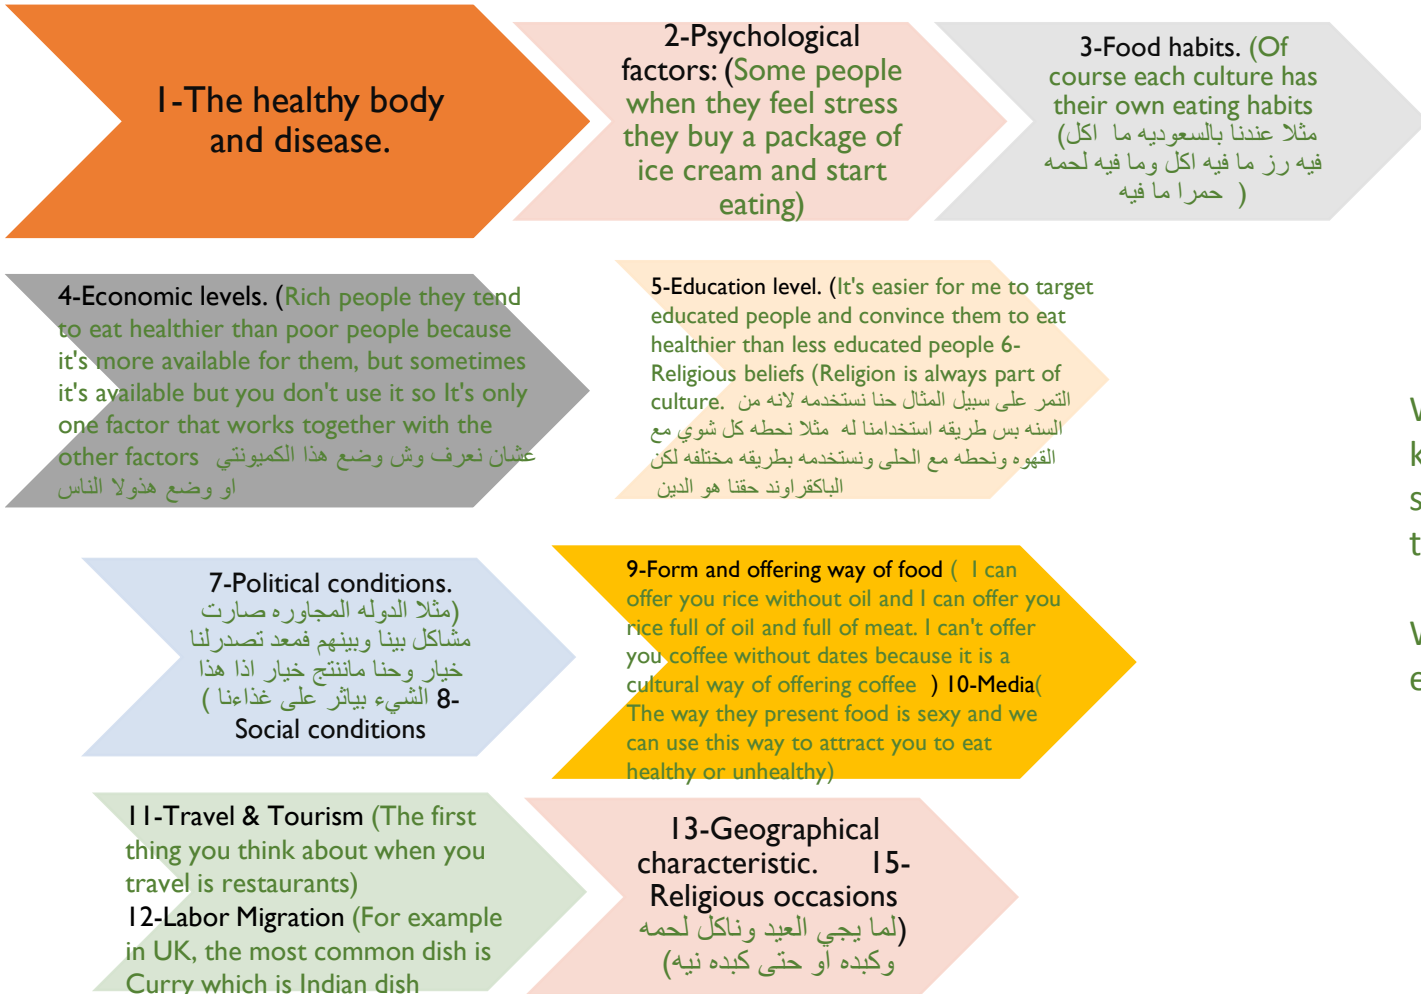 1-The healthy body
and disease.
2-Psychological
factors: (Some people
when they feel stress
they buy a package of
ice cream and start
eating)
3-Food habits. (Of
course each culture has
their own eating habits
(مثلا عندنا بالسعوديه ما اكل
فيه رز ما فيه اكل وما فيه لحمه
حمرا ما فيه )
4-Economic levels. (Rich people they tend
to eat healthier than poor people because
it's more available for them, but sometimes
it's available but you don't use it so It's only
one factor that works together with the
other factors عشان نعرف وش وضع هذا الكميونتي
او وضع هذولا الناس
5-Education level. (It's easier for me to target
educated people and convince them to eat
healthier than less educated people 6-
Religious beliefs (Religion is always part of
culture. التمر على سبيل المثال حنا نستخدمه لانه من
السنه بس طريقه استخدامنا له مثلا نحطه كل شوي مع
القهوه ونحطه مع الحلى ونستخدمه بطريقه مختلفه لكن
الباكقراوند حقنا هو الدين
7-Political conditions.
(مثلا الدوله المجاوره صارت
مشاكل بينا وبينهم فمعد تصدرلنا
خيار وحنا ماننتج خيار اذا هذا
الشيء بياثر على غذاءنا ) 8-
Social conditions
9-Form and offering way of food ( I can
offer you rice without oil and I can offer you
rice full of oil and full of meat. I can't offer
you coffee without dates because it is a
cultural way of offering coffee ) 10-Media(
The way they present food is sexy and we
can use this way to attract you to eat
healthy or unhealthy)
11-Travel & Tourism (The first
thing you think about when you
travel is restaurants)
12-Labor Migration (For example
in UK, the most common dish is
Curry which is Indian dish
13-Geographical
characteristic. 15-
Religious occasions
(لما يجي العيد وناكل لحمه
وكبده او حتى كبده نيه)